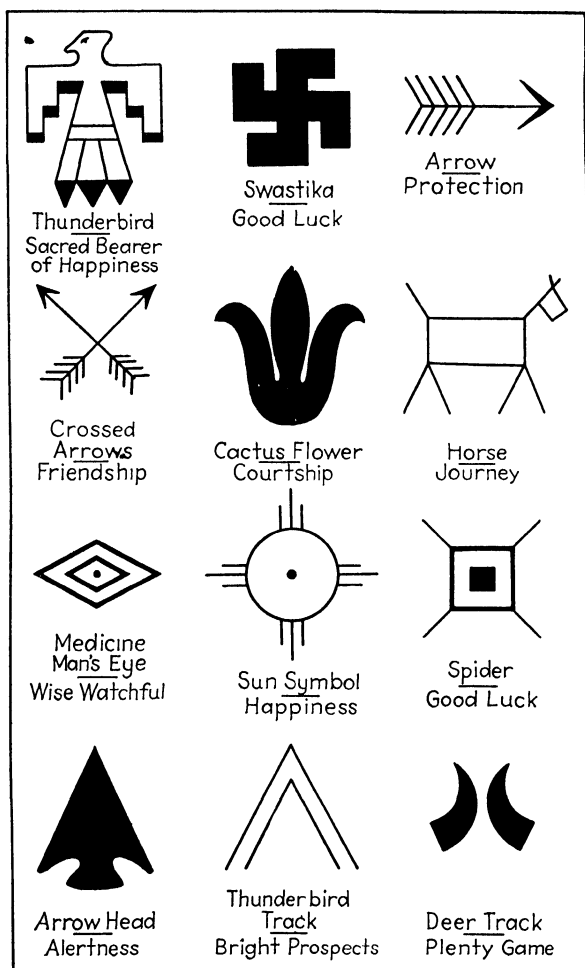 Thunderbird
Sacred Bearer
of Happiness
Swastika
Good Luck
Arrow
Protection
Crossed
Arrows
Friendship
Cactus Flower
Courtship
Horse
Journey
Medicine
Man's Eye
Wise Watchful
Sun Symbol
Happiness
Spider
Good Luck
Arrow Head
Alertness
Thunderbird
Track
Bright Prospects
Deer Track
Plenty Game